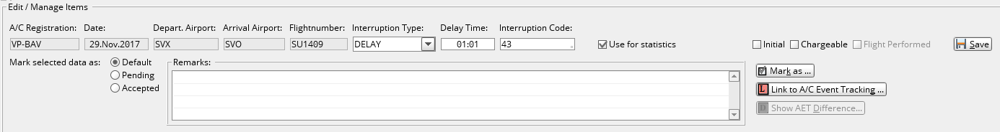 Edit / Manage Items
A/C Registration: Date: Depart. Airport: Arrival Airport: Flightnumber: Interruption Type: Delay Time: Interruption Code:
VP-BAV 29.Nov.2017 SVX SVO SU1409 DELAY 01:01 43 Use for statistics Initial Chargeable Flight Performed Save
Mark selected data as: Default Remarks:
Pending Mark as ...
Accepted L Link to A/C Event Tracking ...
D Show AET Difference...